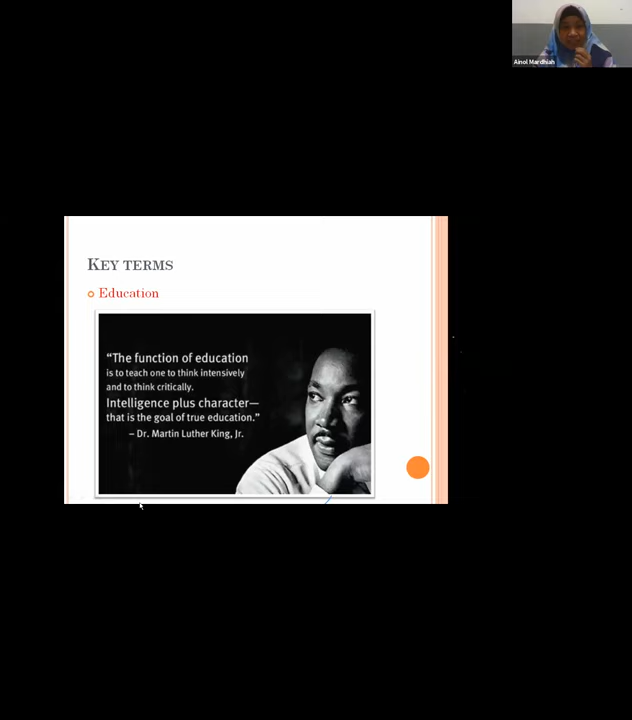 Ainol Mardhiah
KEY TERMS
Education
“The function of education
is to teach one to think intensively
and to think critically.
Intelligence plus character—
that is the goal of true education.”
– Dr. Martin Luther King, Jr.